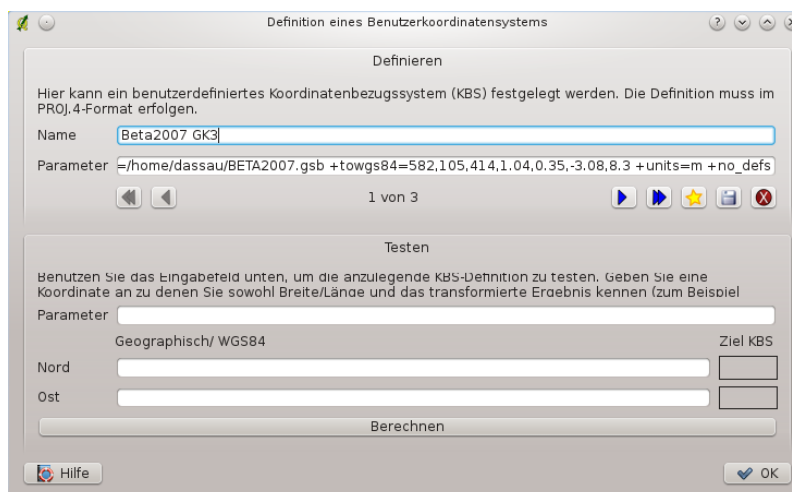 Definition eines Benutzerkoordinatensystems
Definieren
Hier kann ein benutzerdefiniertes Koordinatenbezugssystem (KBS) festgelegt werden. Die Definition muss im
PROJ.4-Format erfolgen.
Name Beta2007 GK3
Parameter =/home/dassau/BETA2007.gsb +towgs84=582,105,414,1.04,0.35,-3.08,8.3 +units=m +no_defs
1 von 3
Testen
Benutzen Sie das Eingabefeld unten, um die anzulegende KBS-Definition zu testen. Geben Sie eine
Koordinate an zu denen Sie sowohl Breite/Länge und das transformierte Ergebnis kennen (zum Beispiel
Parameter
Geographisch/ WGS84 Ziel KBS
Nord
Ost
Berechnen
Hilfe OK